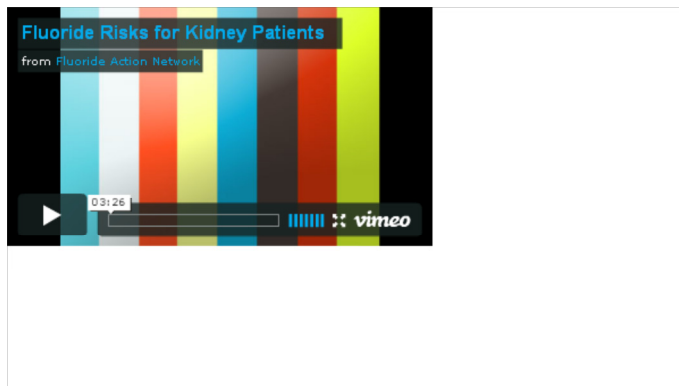 Fluoride Risks for Kidney Patients
from Fluoride Action Network
03:26
vimeo